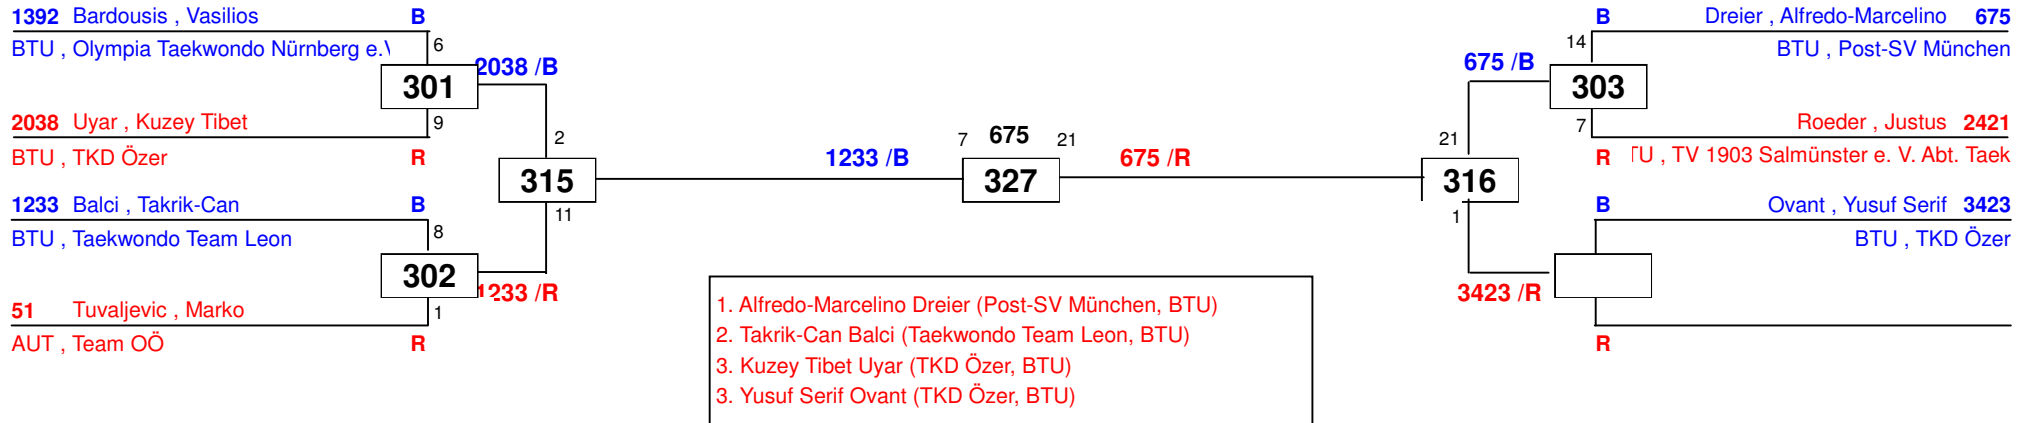 1392 Bardousis , Vasilios B
BTU , Olympia Taekwondo Nürnberg e.V
6
301
2038 /B
2038 Uyar , Kuzey Tibet
9
BTU , TKD Özer R
2
315
11
1233 Balci , Takrik-Can B
BTU , Taekwondo Team Leon
8
302
1233 /R
51 Tuvaljevic , Marko
1
AUT , Team OÖ R
1233 /B
7 675 21
327
675 /R
B Dreier , Alfredo-Marcelino 675
14
BTU , Post-SV München
675 /B
303
Roeder , Justus 2421
7
R TU , TV 1903 Salmünster e. V. Abt. Taek
21
316
1
B Ovant , Yusuf Serif 3423
BTU , TKD Özer
3423 /R
R
1. Alfredo-Marcelino Dreier (Post-SV München, BTU)
2. Takrik-Can Balci (Taekwondo Team Leon, BTU)
3. Kuzey Tibet Uyar (TKD Özer, BTU)
3. Yusuf Serif Ovant (TKD Özer, BTU)